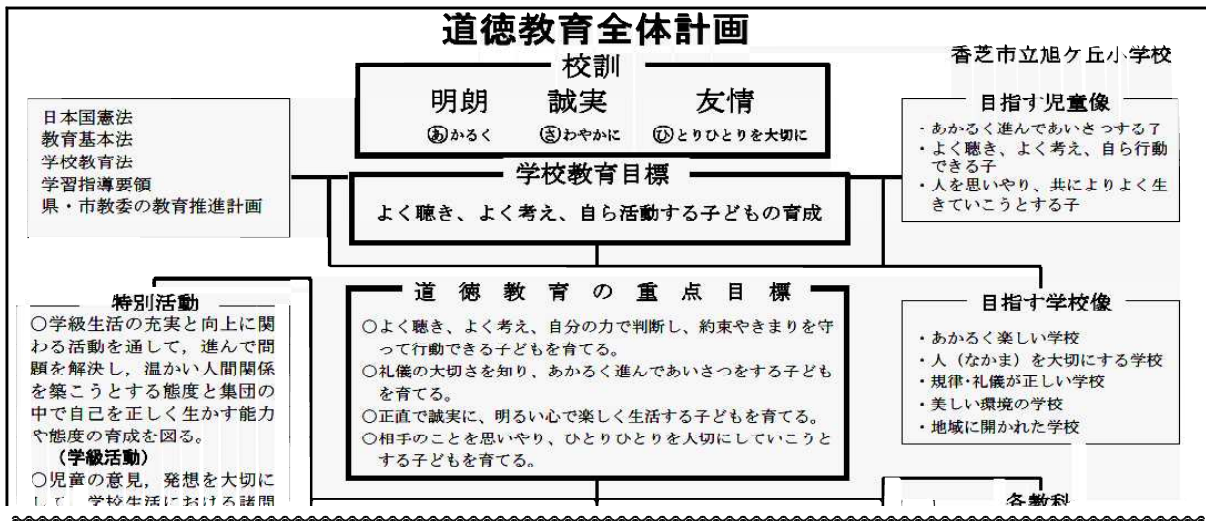 道徳教育全体計画
香芝市立旭ケ丘小学校
校訓
明朗 誠実 友情
あかるく さわやかに ひとりひとりを大切に
日本国憲法
教育基本法
学校教育法
学習指導要領
県・市教委の教育推進計画
学校教育目標
よく聴き、よく考え、自ら活動する子どもの育成
目指す児童像
・あかるく進んであいさつする子
・よく聴き、よく考え、自ら行動
できる子
・人を思いやり、共によりよく生
きていこうとする子
特別活動
○学級生活の充実と向上に関
わる活動を通して，進んで問
題を解決し，温かい人間関係
を築こうとする態度と集団の
中で自己を正しく生かす能力
や態度の育成を図る。
（学級活動）
○児童の意見，発想を大切に
して，学校生活における諸問
道徳教育の重点目標
○よく聴き、よく考え、自分の力で判断し、約束やきまりを守
って行動できる子どもを育てる。
○礼儀の大切さを知り、あかるく進んであいさつをする子ども
を育てる。
○正直で誠実に、明るい心で楽しく生活する子どもを育てる。
○相手のことを思いやり、ひとりひとりを大切にしていこうと
する子どもを育てる。
目指す学校像
・あかるく楽しい学校
・人（なかま）を大切にする学校
・規律・礼儀が正しい学校
・美しい環境の学校
・地域に開かれた学校
各教科